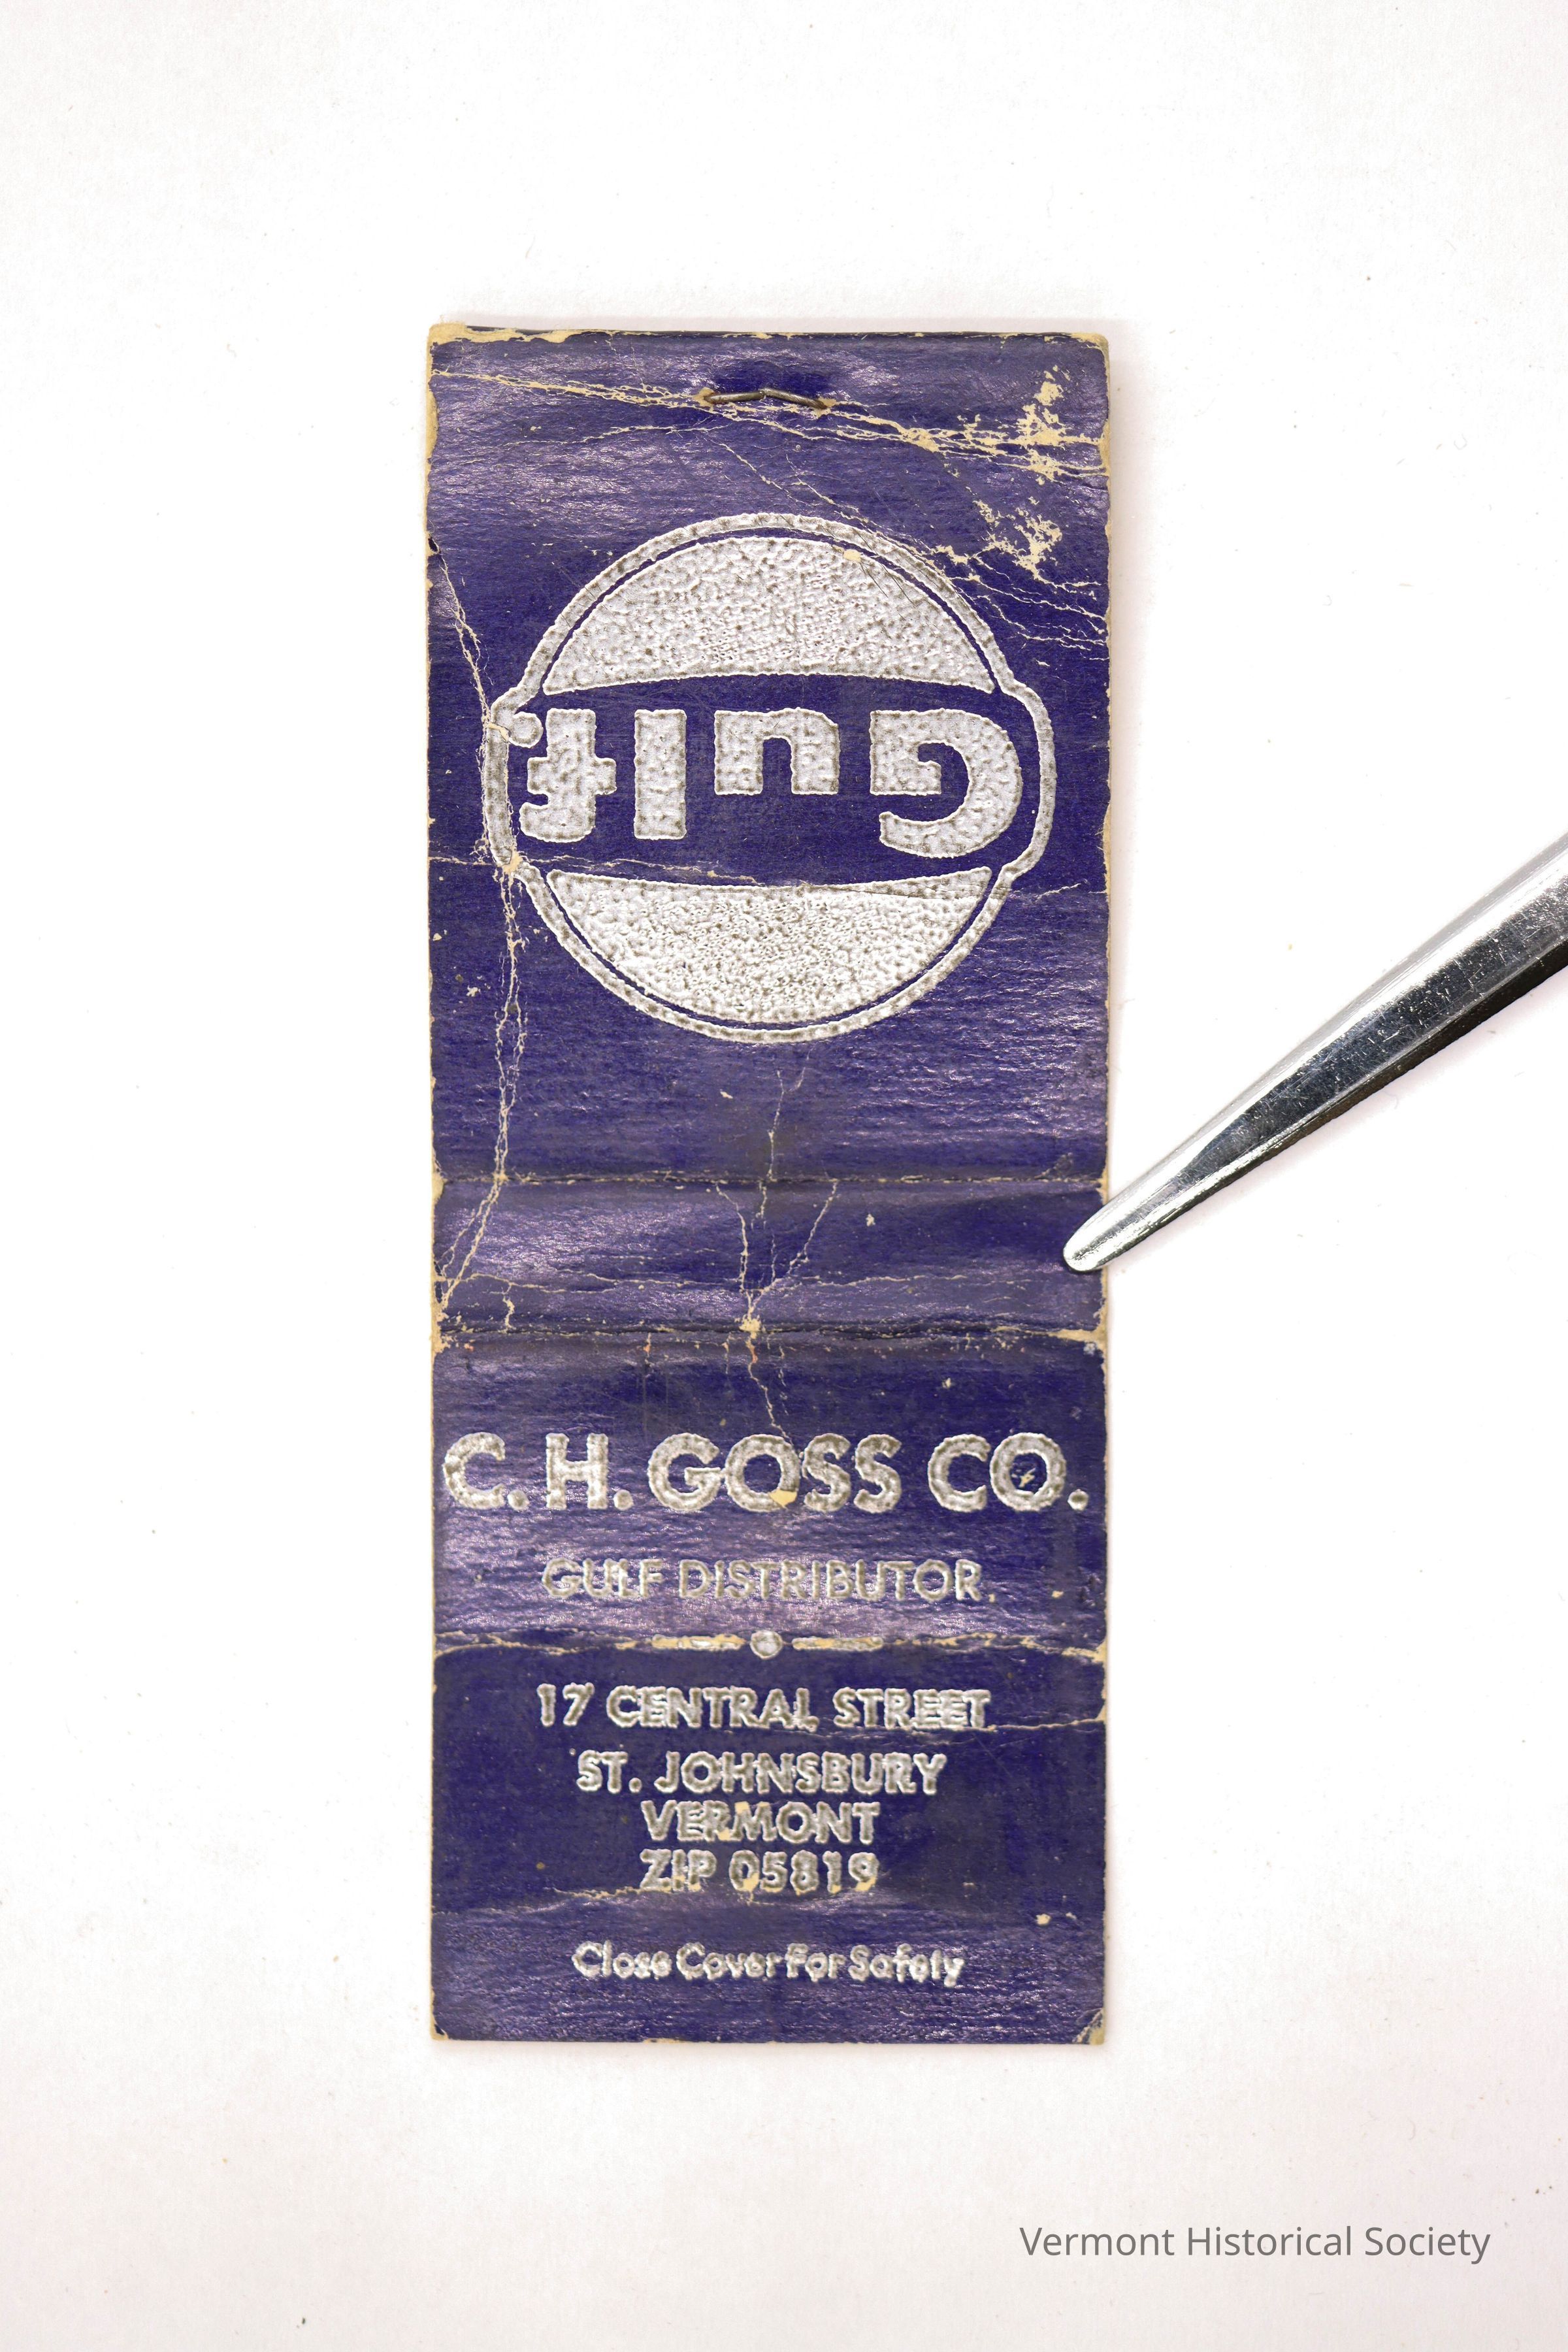 Gulf
C. H. GOSS CO.
GULF DISTRIBUTOR
17 CENTRAL STREET
ST. JOHNSBURY
VERMONT
ZIP 05819
Close Cover For Safety
Vermont Historical Society